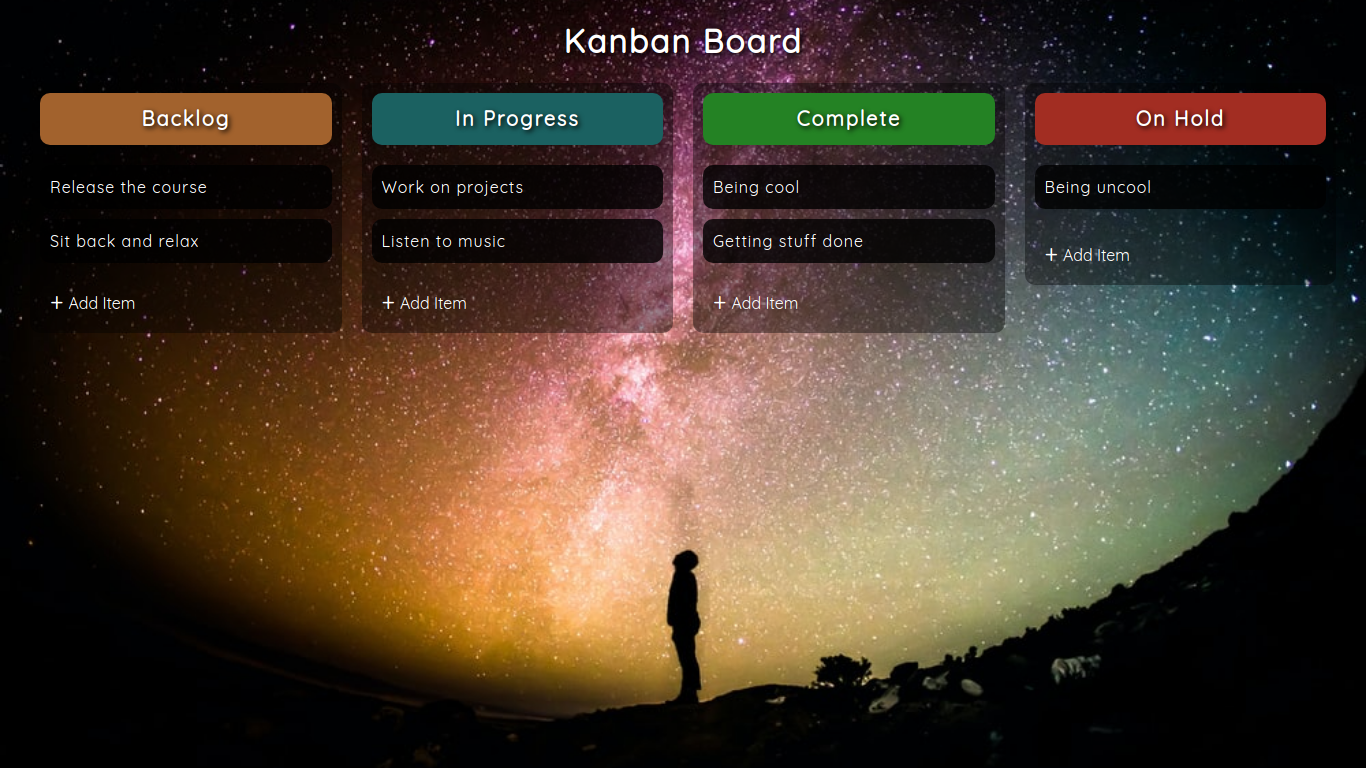 Kanban Board
Backlog
Release the course
Sit back and relax
+ Add Item
In Progress
Work on projects
Listen to music
+ Add Item
Complete
Being cool
Getting stuff done
+ Add Item
On Hold
Being uncool
+ Add Item